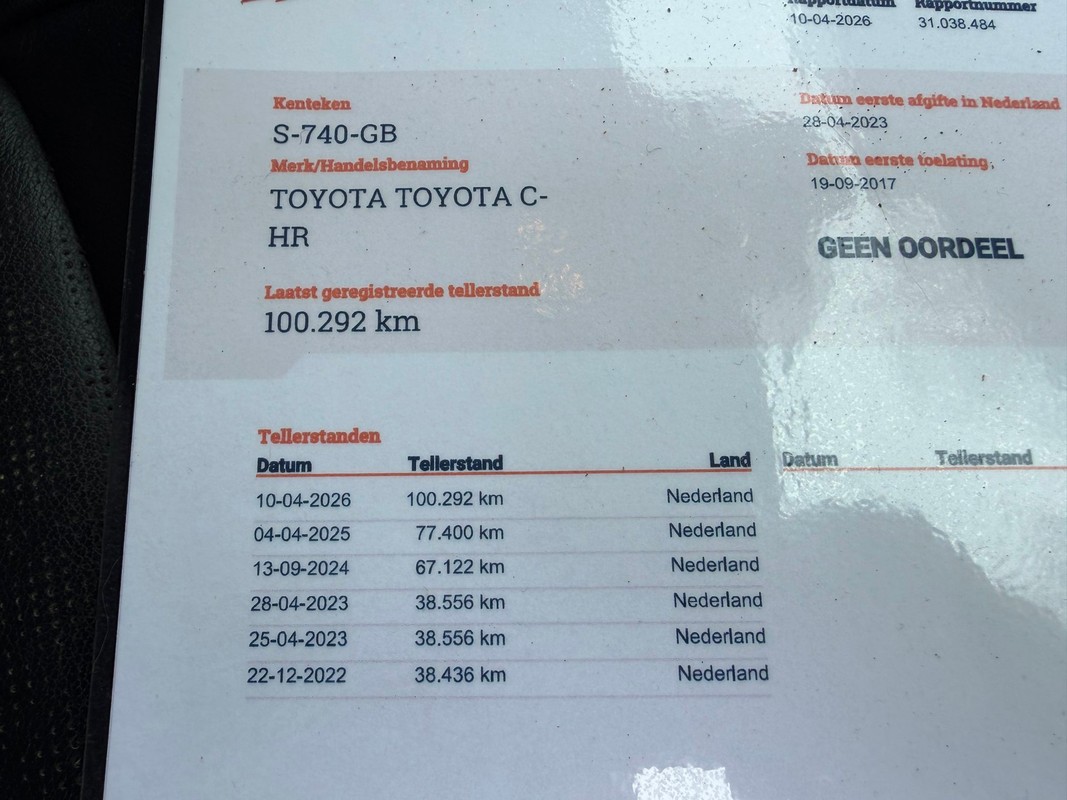 Rapportdatum Rapportnummer
10-04-2026 31.038.484
Kenteken
S-740-GB
Merk/Handelsbenaming
TOYOTA TOYOTA C-
HR
Laatst geregistreerde tellerstand
100.292 km
Datum eerste afgifte in Nederland
28-04-2023
Datum eerste toelating
19-09-2017
GEEN OORDEEL
Tellerstanden
Datum Tellerstand Land Datum Tellerstand
10-04-2026 100.292 km Nederland
04-04-2025 77.400 km Nederland
13-09-2024 67.122 km Nederland
28-04-2023 38.556 km Nederland
25-04-2023 38.556 km Nederland
22-12-2022 38.436 km Nederland